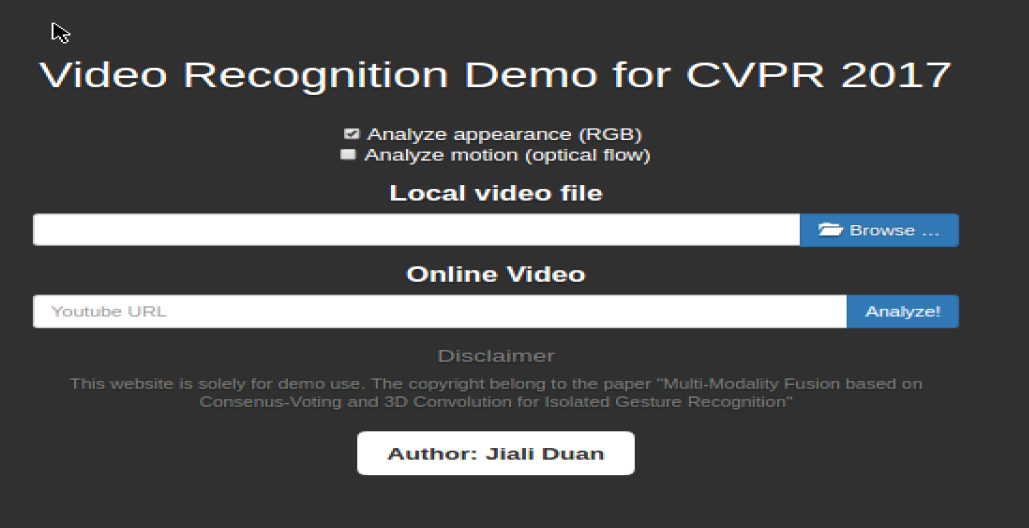 Video Recognition Demo for CVPR 2017
Analyze appearance (RGB)
Analyze motion (optical flow)
Local video file
Browse ...
Online Video
Youtube URL
Analyze!
Disclaimer
This website is solely for demo use. The copyright belong to the paper "Multi-Modality Fusion based on
Consenus-Voting and 3D Convolution for Isolated Gesture Recognition"
Author: Jiali Duan